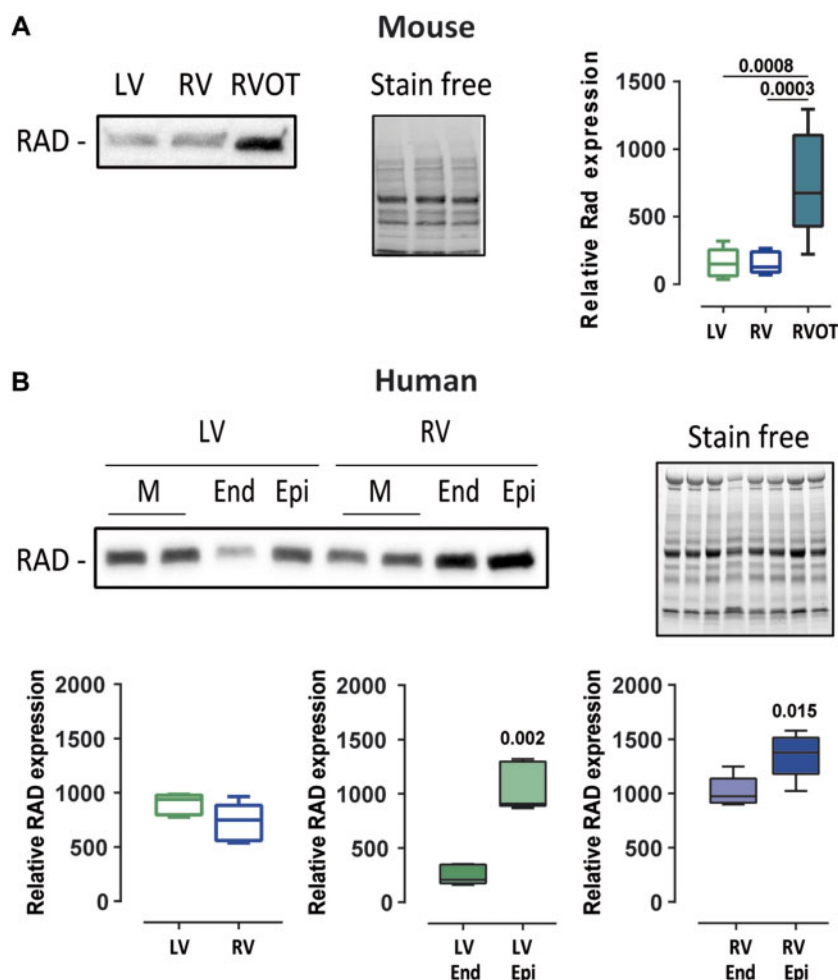 A
Mouse
LV RV RVOT
RAD -
Stain free
Relative Rad expression
1500
1000
500
0
0.0008
0.0003
LV RV RVOT
B
Human
LV RV
M End Epi M End Epi
RAD -
Stain free
Relative RAD expression
2000
1500
1000
500
0
LV RV
Relative RAD expression
2000
1500
1000
500
0
0.002
LV LV
End Epi
Relative RAD expression
2000
1500
1000
500
0
0.015
RV RV
End Epi